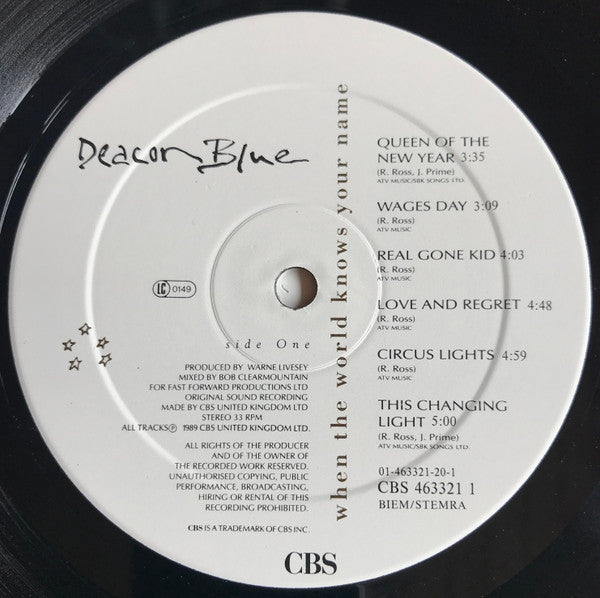 Deacon Blue
when the world knows your name
QUEEN OF THE
NEW YEAR 3:35
(R. Ross, J. Prime)
ATV MUSIC/SBK SONGS LTD.
WAGES DAY 3:09
(R. Ross)
ATV MUSIC
REAL GONE KID 4:03
(R. Ross)
ATV MUSIC
LOVE AND REGRET 4:48
(R. Ross)
ATV MUSIC
CIRCUS LIGHTS 4:59
(R. Ross)
ATV MUSIC
THIS CHANGING
LIGHT 5:00
(R. Ross, J. Prime)
ATV MUSIC/SBK SONGS LTD.
01-463321-20-1
CBS 463321 1
BIEM/STEMRA
LC 0149
side One
PRODUCED BY WARNE LIVESEY
MIXED BY BOB CLEARMOUNTAIN
FOR FAST FORWARD PRODUCTIONS LTD
ORIGINAL SOUND RECORDING
MADE BY CBS UNITED KINGDOM LTD
STEREO 33 RPM
ALL TRACKS ℗ 1989 CBS UNITED KINGDOM LTD.
ALL RIGHTS OF THE PRODUCER
AND OF THE OWNER OF
THE RECORDED WORK RESERVED.
UNAUTHORISED COPYING, PUBLIC
PERFORMANCE, BROADCASTING,
HIRING OR RENTAL OF THIS
RECORDING PROHIBITED.
CBS IS A TRADEMARK OF CBS INC.
CBS